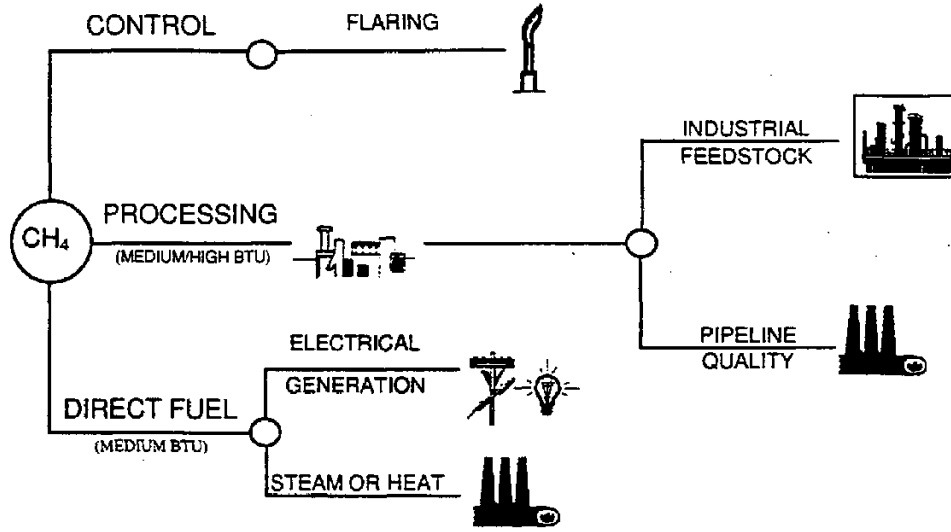 CONTROL
FLARING
INDUSTRIAL
FEEDSTOCK
PROCESSING
CH₄
(MEDIUM/HIGH BTU)
PIPELINE
QUALITY
ELECTRICAL
GENERATION
DIRECT FUEL
(MEDIUM BTU)
STEAM OR HEAT